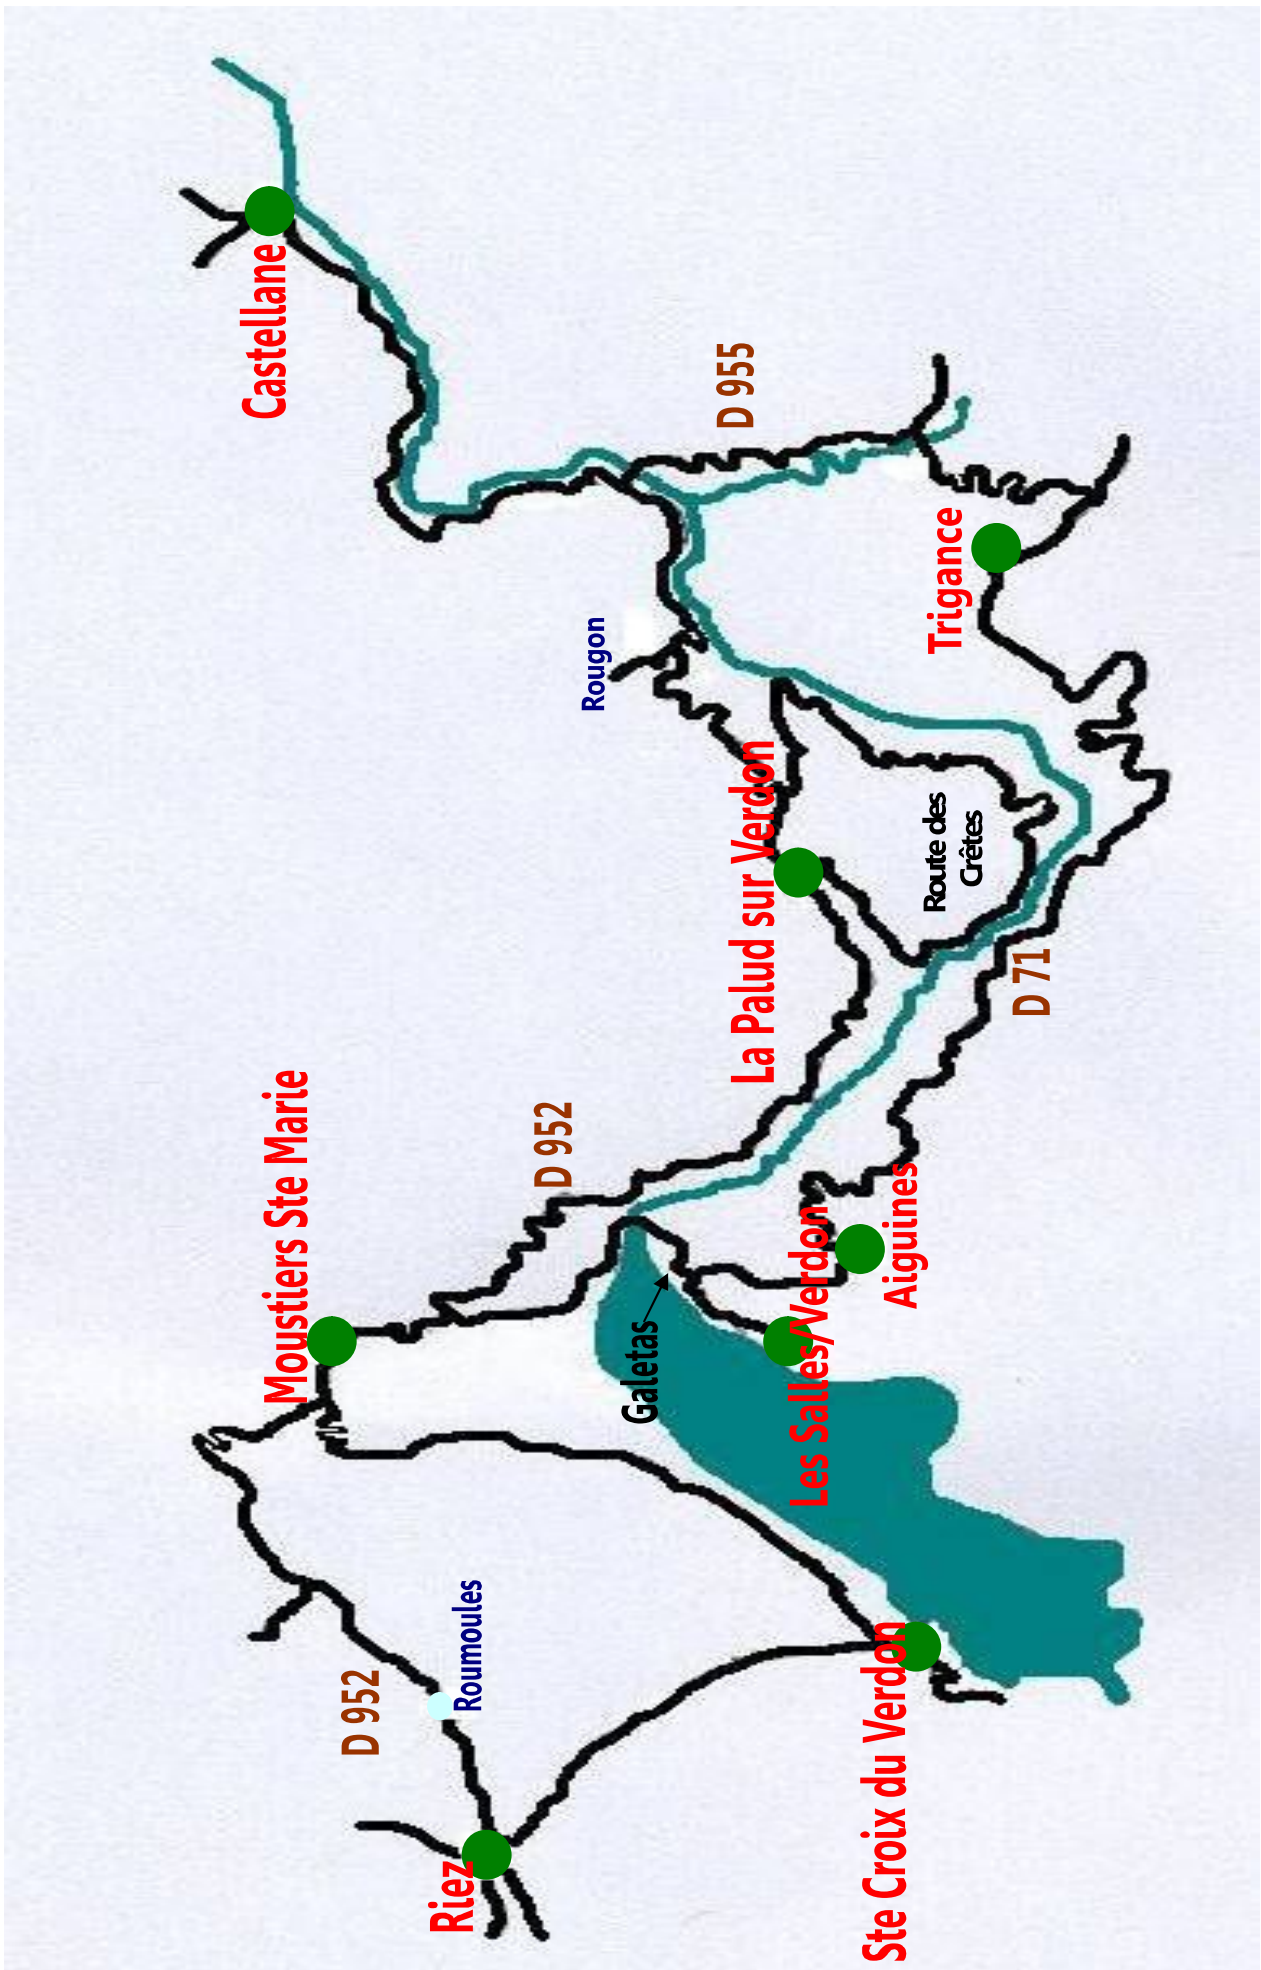 Moustiers Ste Marie
Castellane
D 952
Riez
Roumoules
D 952
Rougon
Galetas
D 955
La Palud sur Verdon
Les Salles/Verdon
Ste Croix du Verdon
Aiguines
Route des
Crêtes
Trigance
D 71